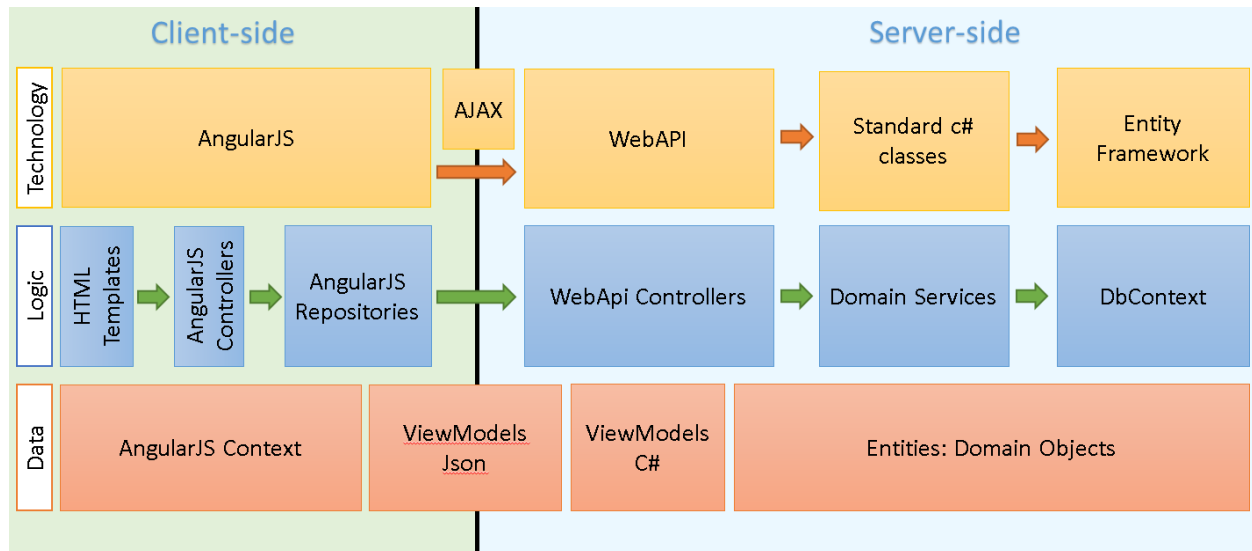 Client-side
Server-side
Technology
AngularJS
AJAX
WebAPI
Standard c#
classes
Entity
Framework
Logic
HTML
Templates
AngularJS
Controllers
AngularJS
Repositories
WebApi Controllers
Domain Services
DbContext
Data
AngularJS Context
ViewModels
Json
ViewModels
C#
Entities: Domain Objects